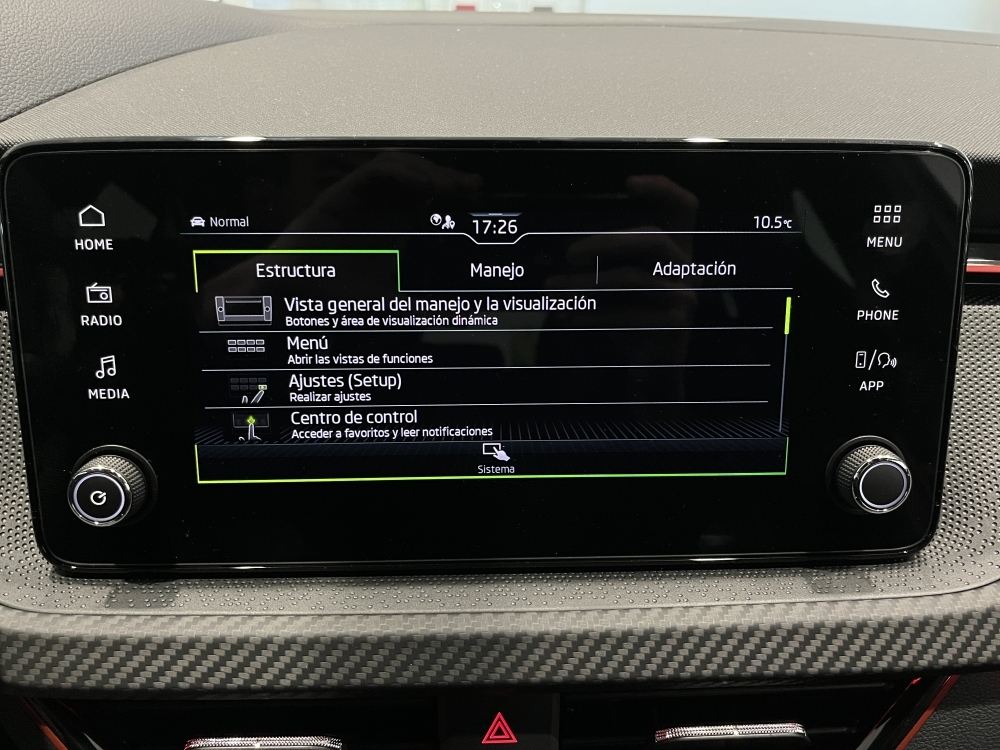 Normal
17:26
10.5°C
HOME
RADIO
MEDIA
Estructura
Manejo
Adaptación
Vista general del manejo y la visualización
Botones y área de visualización dinámica
Menú
Abrir las vistas de funciones
Ajustes (Setup)
Realizar ajustes
Centro de control
Acceder a favoritos y leer notificaciones
Sistema
MENU
PHONE
APP